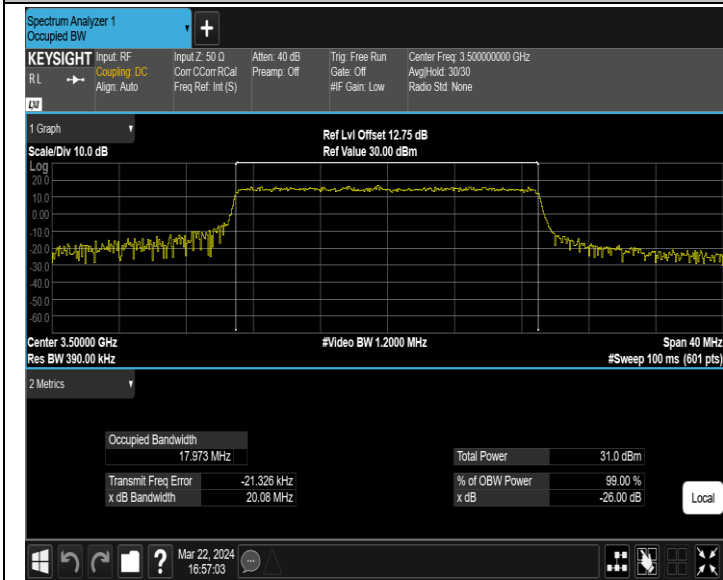 Spectrum Analyzer 1
Occupied BW
+
KEYSIGHT Input: RF Input Z: 50 Ω Atten: 40 dB Trig: Free Run Center Freq: 3.500000000 GHz
RL Coupling: DC Corr CCorr RCal Preamp: Off Gate: Off Avg|Hold: 30/30
Align: Auto Freq Ref: Int (S) #IF Gain: Low Radio Std: None
LXI
1 Graph Ref Lvl Offset 12.75 dB
Scale/Div 10.0 dB Ref Value 30.00 dBm
Log
20.0
10.0
0.00
-10.0
-20.0
-30.0
-40.0
-50.0
-60.0
Center 3.50000 GHz #Video BW 1.2000 MHz Span 40 MHz
Res BW 390.00 kHz #Sweep 100 ms (601 pts)
2 Metrics
Occupied Bandwidth
17.973 MHz Total Power 31.0 dBm
Transmit Freq Error -21.326 kHz % of OBW Power 99.00 %
x dB Bandwidth 20.08 MHz x dB -26.00 dB
Local
? Mar 22, 2024
16:57:03